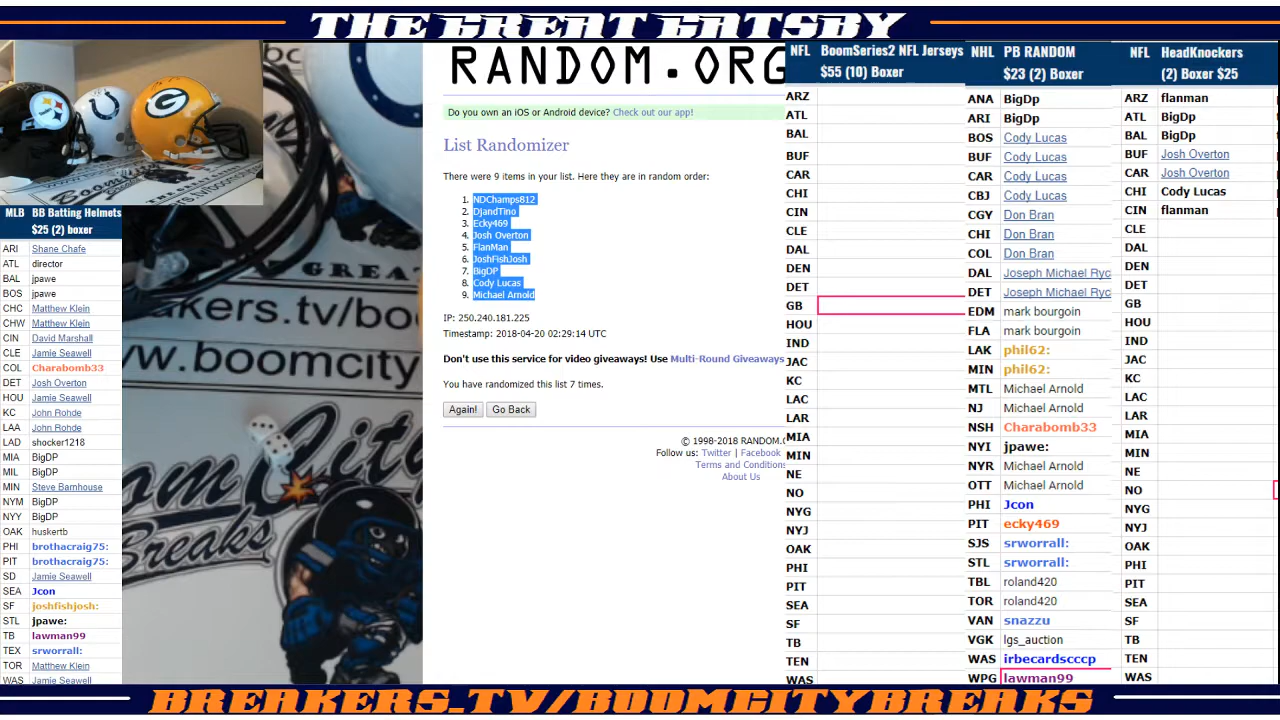 THE GREAT GATSBY
MLB BB Batting Helmets
$25 (2) boxer
ARI Shane Chafe
ATL director
BAL jpawe
BOS jpawe
CHC Matthew Klein
CHW Matthew Klein
CIN David Marshall
CLE Jamie Seawell
COL Charabomb33
DET Josh Overton
HOU Jamie Seawell
KC John Rohde
LAA John Rohde
LAD shocker1218
MIA BigDP
MIL BigDP
MIN Steve Barnhouse
NYM BigDP
NYY BigDP
OAK huskertb
PHI brothacraig75:
PIT brothacraig75:
SD Jamie Seawell
SEA Jcon
SF joshfishjosh:
STL jpawe:
TB lawman99
TEX srworrall:
TOR Matthew Klein
WAS Jamie Seawell
GREAT
akers.tv/bo
w.boomcity
Boom City
Breaks
RANDOM.ORG
Do you own an iOS or Android device? Check out our app!
List Randomizer
There were 9 items in your list. Here they are in random order:
1. NDChamps812
2. DJandTino
3. Ecky469
4. Josh Overton
5. FlanMan
6. JoshFishJosh
7. BigDP
8. Cody Lucas
9. Michael Arnold
IP: 250.240.181.225
Timestamp: 2018-04-20 02:29:14 UTC
Don't use this service for video giveaways! Use Multi-Round Giveaways
You have randomized this list 7 times.
Again! Go Back
© 1998-2018 RANDOM.O
Follow us: Twitter | Facebook
Terms and Conditions
About Us
NFL BoomSeries2 NFL Jerseys
$55 (10) Boxer
ARZ
ATL
BAL
BUF
CAR
CHI
CIN
CLE
DAL
DEN
DET
GB
HOU
IND
JAC
KC
LAC
LAR
MIA
MIN
NE
NO
NYG
NYJ
OAK
PHI
PIT
SEA
SF
TB
TEN
WAS
NHL PB RANDOM
$23 (2) Boxer
ANA BigDp
ARI BigDp
BOS Cody Lucas
BUF Cody Lucas
CAR Cody Lucas
CBJ Cody Lucas
CGY Don Bran
CHI Don Bran
COL Don Bran
DAL Joseph Michael Ryc
DET Joseph Michael Ryc
EDM mark bourgoin
FLA mark bourgoin
LAK phil62:
MIN phil62:
MTL Michael Arnold
NJ Michael Arnold
NSH Charabomb33
NYI jpawe:
NYR Michael Arnold
OTT Michael Arnold
PHI Jcon
PIT ecky469
SJS srworrall:
STL srworrall:
TBL roland420
TOR roland420
VAN snazzu
VGK lgs_auction
WAS irbecardscccp
WPG lawman99
NFL HeadKnockers
(2) Boxer $25
ARZ flanman
ATL BigDp
BAL BigDp
BUF Josh Overton
CAR Josh Overton
CHI Cody Lucas
CIN flanman
CLE
DAL
DEN
DET
GB
HOU
IND
JAC
KC
LAC
LAR
MIA
MIN
NE
NO
NYG
NYJ
OAK
PHI
PIT
SEA
SF
TB
TEN
WAS
BREAKERS.TV/BOOMCITYBREAKS